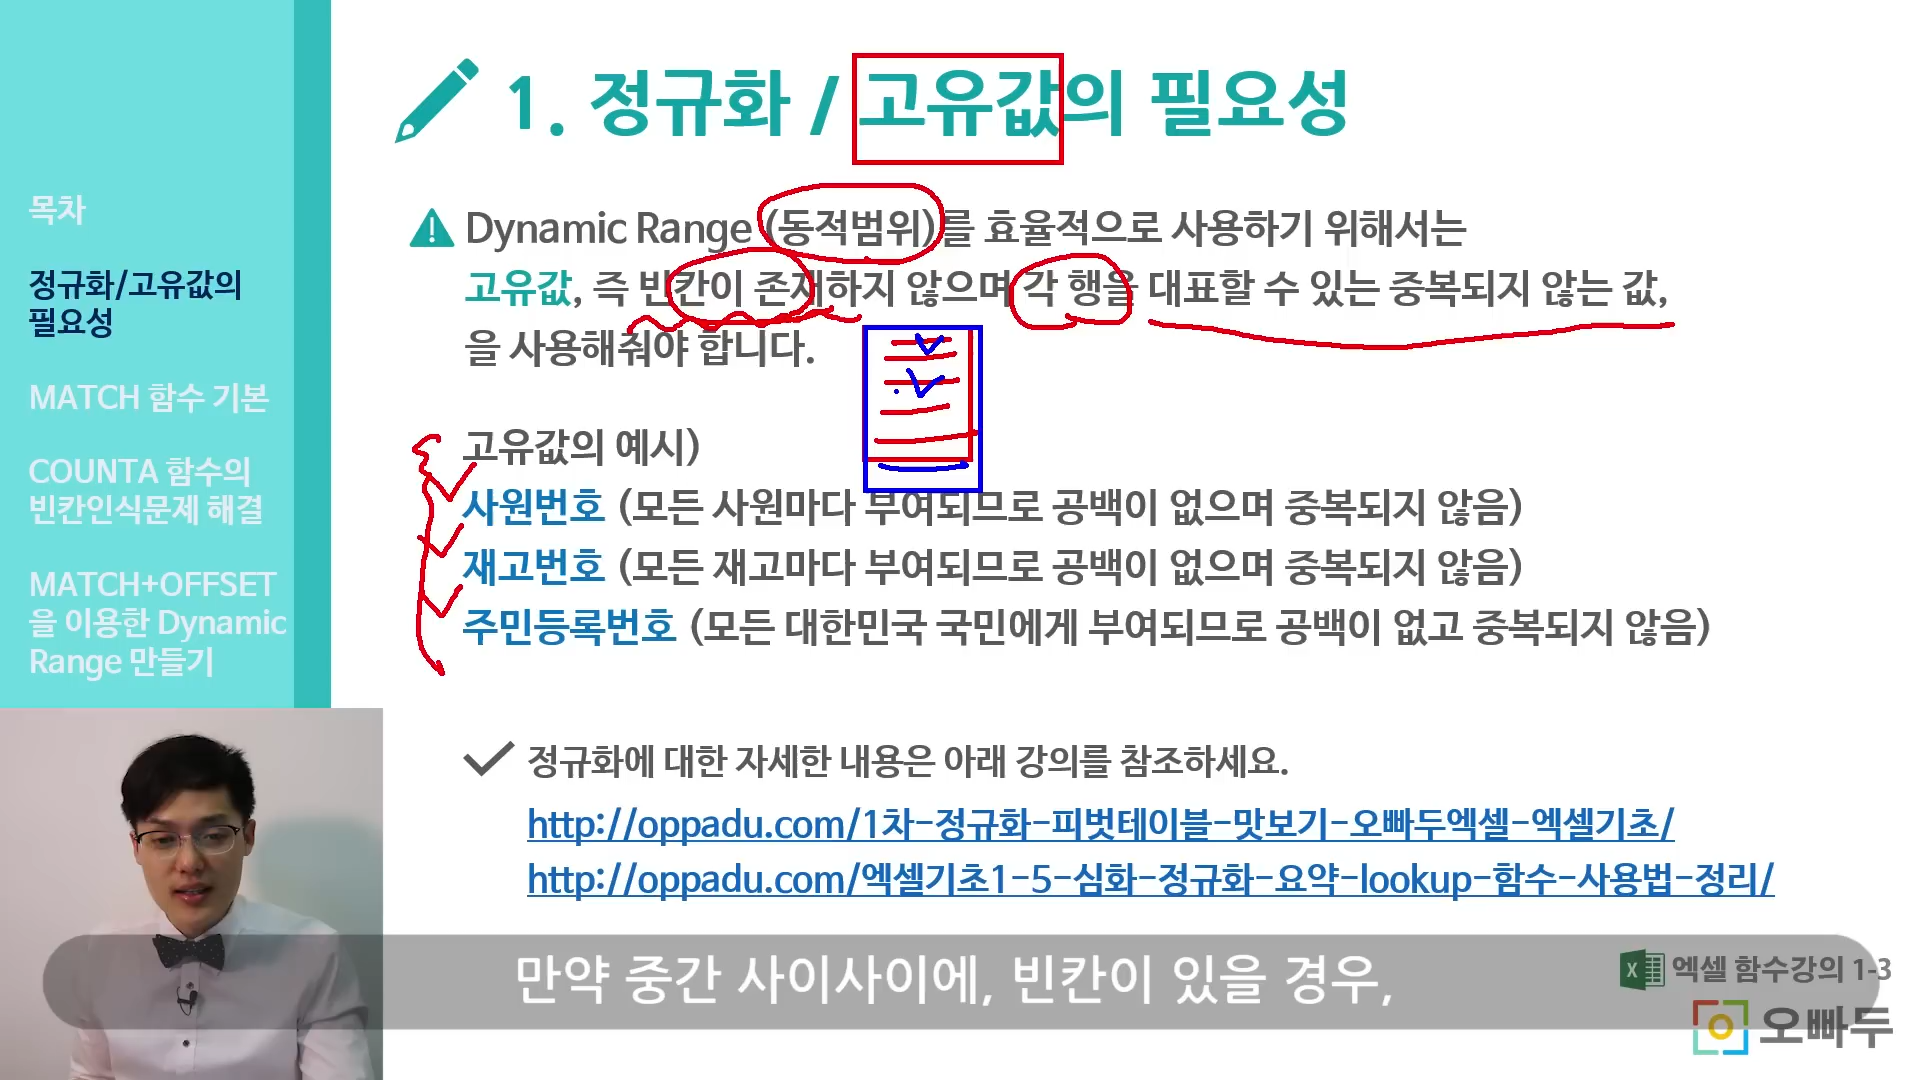 1. 정규화 / 고유값의 필요성
목차
정규화/고유값의
필요성
MATCH 함수 기본
COUNTA 함수의
빈칸인식문제 해결
MATCH+OFFSET
을 이용한 Dynamic
Range 만들기
Dynamic Range (동적범위)를 효율적으로 사용하기 위해서는
고유값, 즉 빈칸이 존재하지 않으며 각 행을 대표할 수 있는 중복되지 않는 값,
을 사용해줘야 합니다.
고유값의 예시)
사원번호 (모든 사원마다 부여되므로 공백이 없으며 중복되지 않음)
재고번호 (모든 재고마다 부여되므로 공백이 없으며 중복되지 않음)
주민등록번호 (모든 대한민국 국민에게 부여되므로 공백이 없고 중복되지 않음)
정규화에 대한 자세한 내용은 아래 강의를 참조하세요.
http://oppadu.com/1차-정규화-피벗테이블-맛보기-오빠두엑셀-엑셀기초/
http://oppadu.com/엑셀기초1-5-심화-정규화-요약-lookup-함수-사용법-정리/
만약 중간 사이사이에, 빈칸이 있을 경우,
엑셀 함수강의 1-3
오빠두